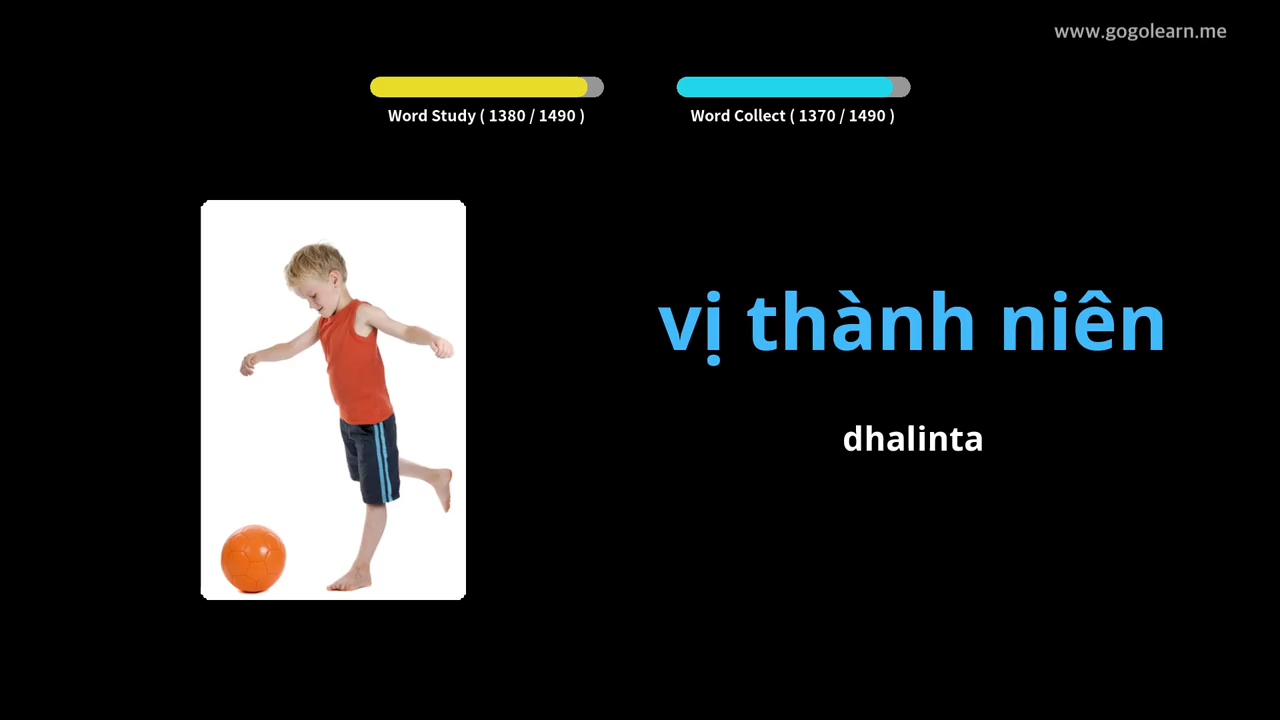 www.gogolearn.me
Word Study ( 1380 / 1490 )
Word Collect ( 1370 / 1490 )
vị thành niên
dhalinta